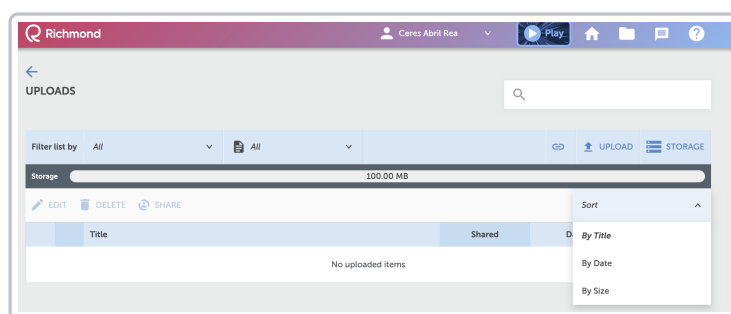 Richmond Ceres Abril Rea Play
UPLOADS
Filter list by All All UPLOAD STORAGE
Storage 100.00 MB
EDIT DELETE SHARE Sort
Title Shared By Title
No uploaded items By Date
By Size